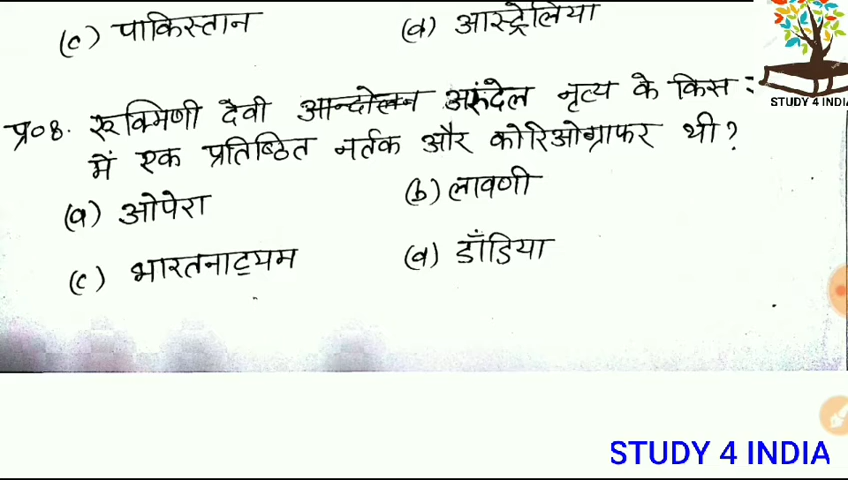 (c) पाकिस्तान (d) आस्ट्रेलिया
STUDY 4 INDIA
प्र॰8. रूक्मिणी देवी आन्दोलन अरुंदेल नृत्य के किस :
में एक प्रतिष्ठित नर्तक और कोरिओग्राफर थी?
(a) ओपेरा (b) लावणी
(c) भारतनाट्यम (d) डाँडिया
STUDY 4 INDIA